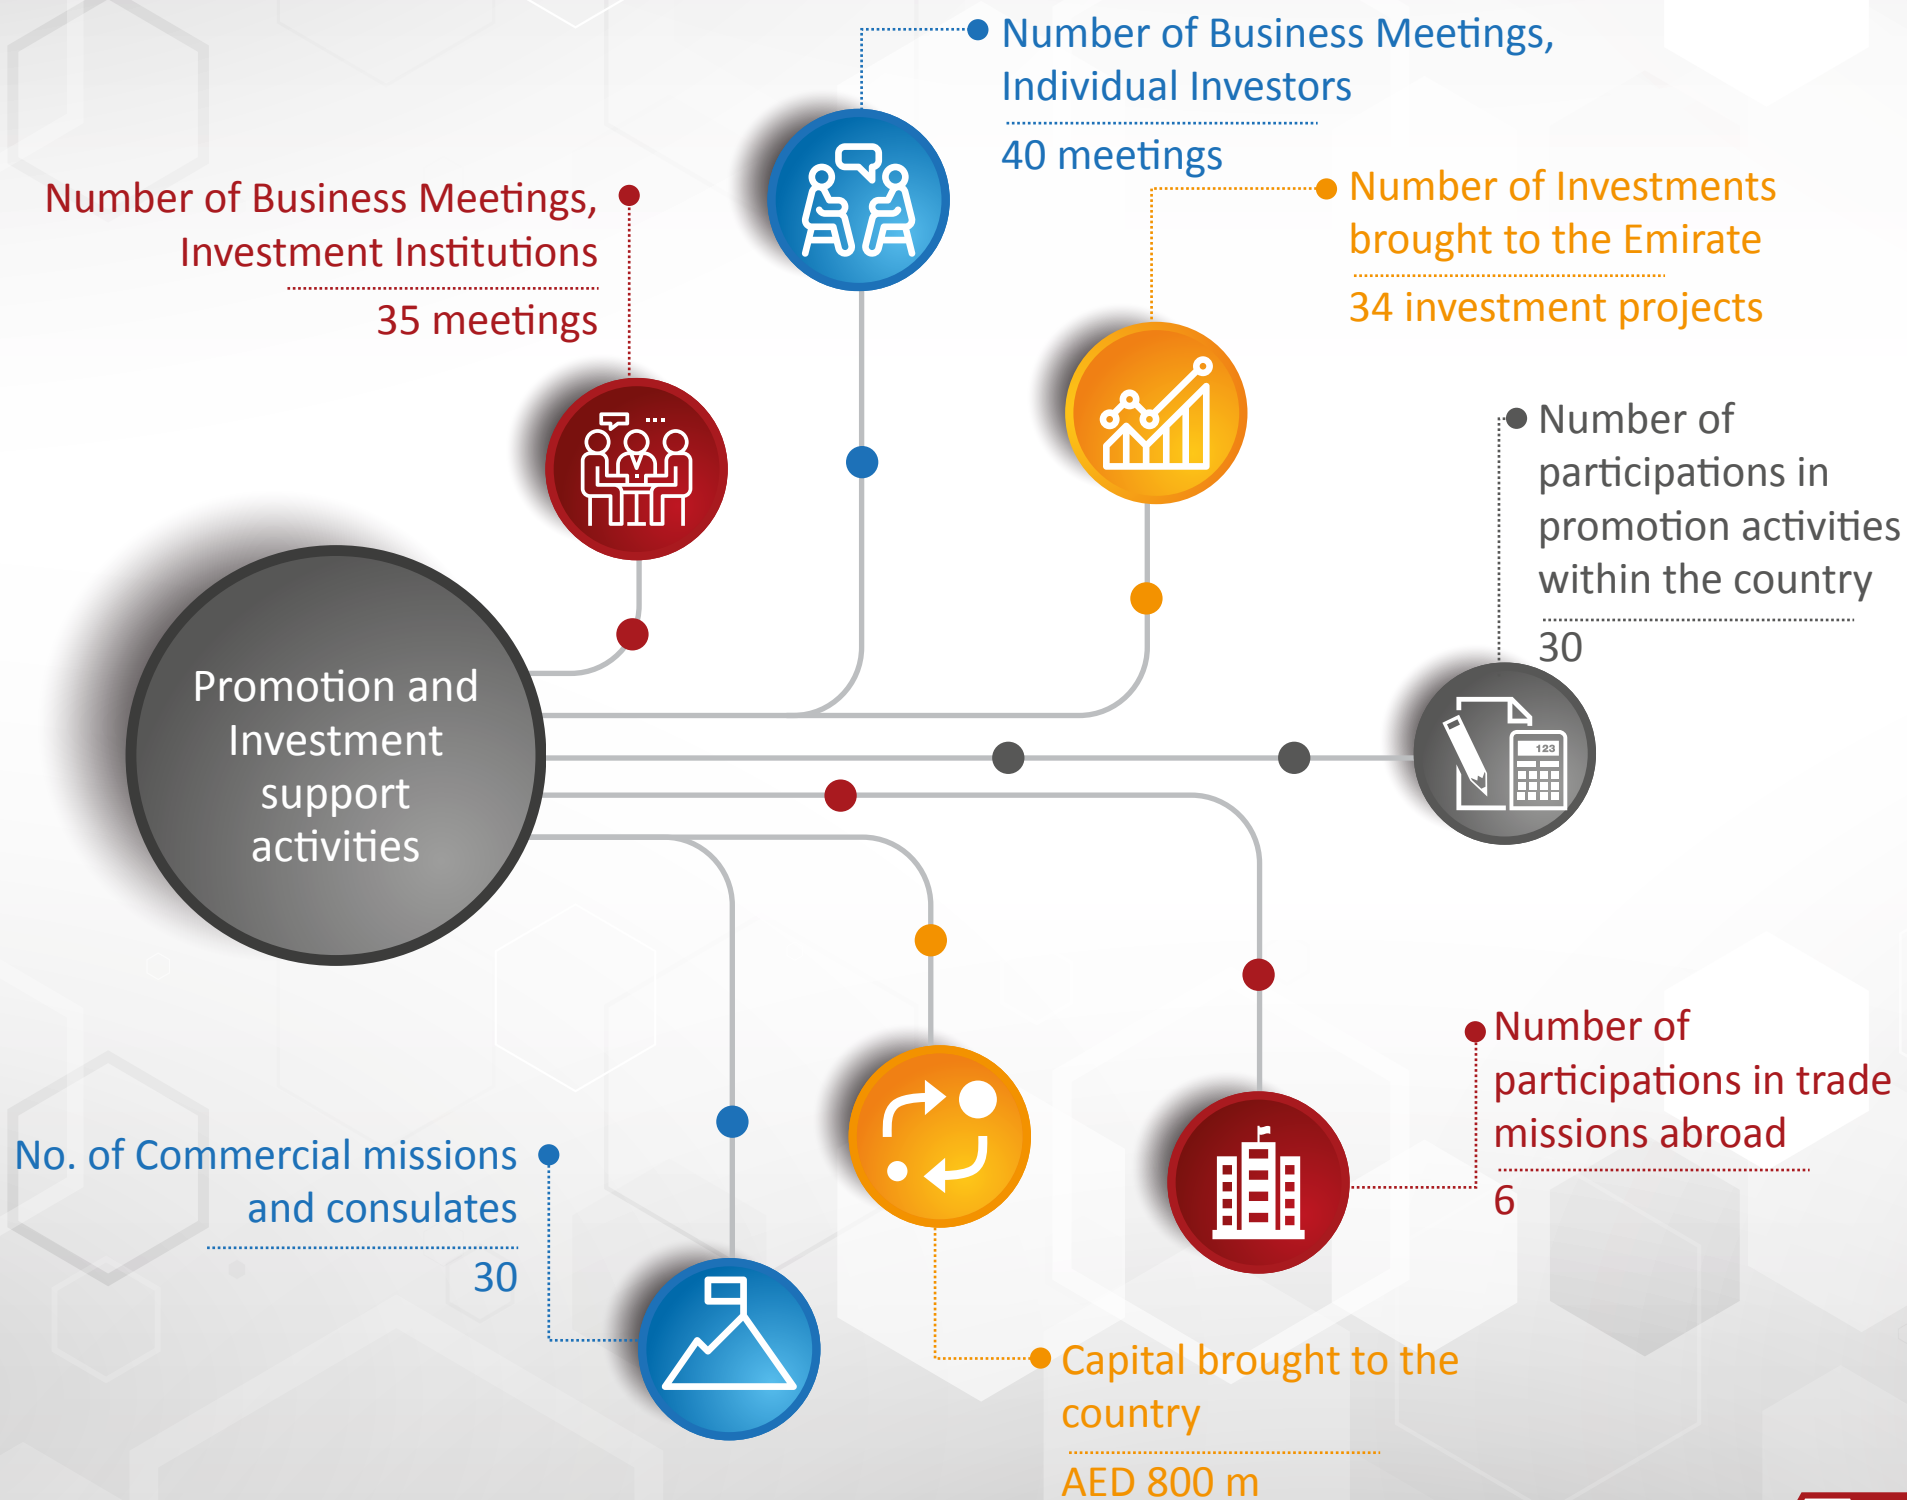 Number of Business Meetings,
Individual Investors
40 meetings
Number of Business Meetings,
Investment Institutions
35 meetings
Number of Investments
brought to the Emirate
34 investment projects
Number of
participations in
promotion activities
within the country
30
123
Promotion and
Investment
support
activities
Number of
participations in trade
missions abroad
6
No. of Commercial missions
and consulates
30
Capital brought to the
country
AED 800 m